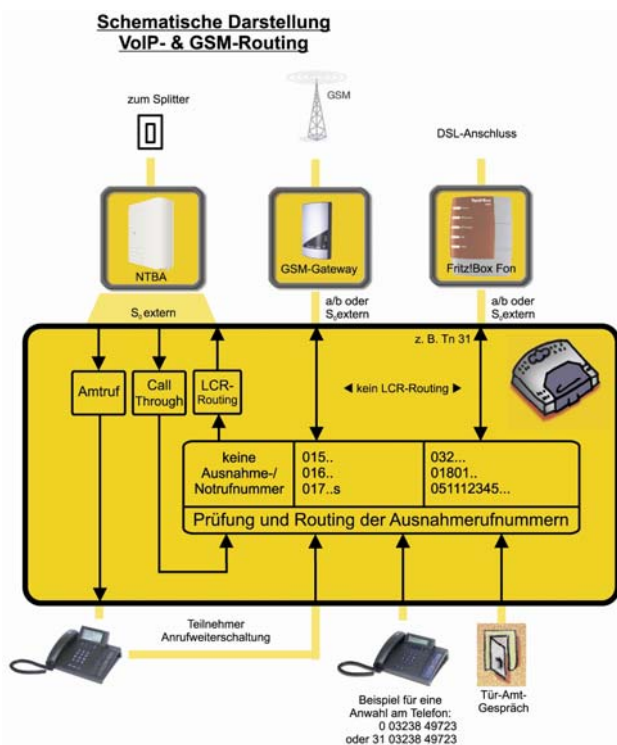 Schematische Darstellung
VoIP- & GSM-Routing
zum Splitter
GSM
DSL-Anschluss
NTBA
GSM-Gateway
Fritz!Box Fon
S₀ extern
a/b oder
S₀extern
a/b oder
S₀extern
z. B. Tn 31
Amtruf
Call
Through
LCR-
Routing
◄ kein LCR-Routing ►
keine
Ausnahme-/
Notrufnummer
015..
016..
017..s
032...
01801..
051112345...
Prüfung und Routing der Ausnahmerufnummern
Teilnehmer
Anrufweiterschaltung
Beispiel für eine
Anwahl am Telefon:
0 03238 49723
oder 31 03238 49723
Tür-Amt-
Gespräch